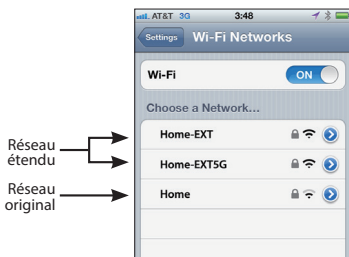 AT&T 3G 3:48
Settings Wi-Fi Networks
Wi-Fi ON
Choose a Network...
Réseau étendu
Home-EXT
Home-EXT5G
Réseau original
Home